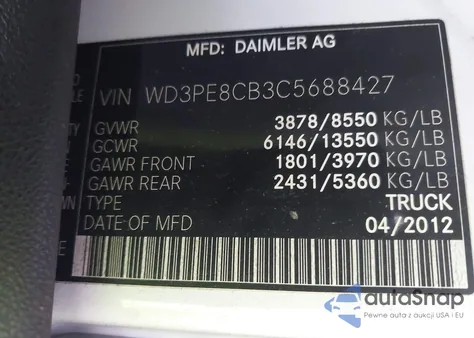 MFD: DAIMLER AG
VIN WD3PE8CB3C5688427
GVWR 3878/8550 KG/LB
GCWR 6146/13550 KG/LB
GAWR FRONT 1801/3970 KG/LB
GAWR REAR 2431/5360 KG/LB
TYPE TRUCK
DATE OF MFD 04/2012
autoSnap
Pewne auta z aukcji USA i EU